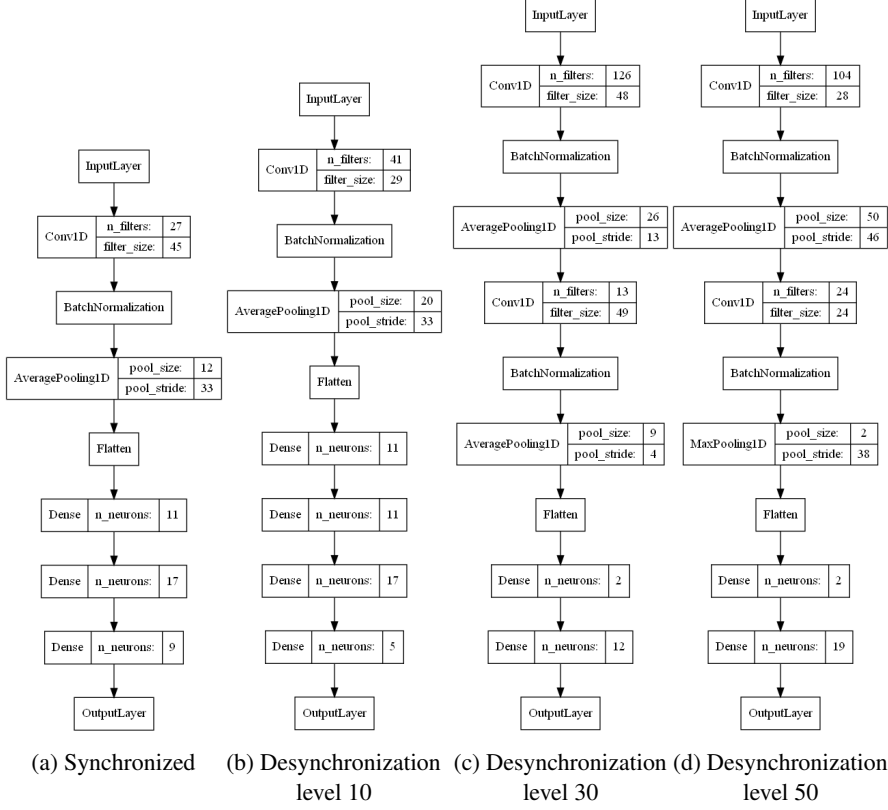 InputLayer
Conv1D
n_filters: 27
filter_size: 45
BatchNormalization
AveragePooling1D
pool_size: 12
pool_stride: 33
Flatten
Dense n_neurons: 11
Dense n_neurons: 17
Dense n_neurons: 9
OutputLayer
(a) Synchronized
InputLayer
Conv1D
n_filters: 41
filter_size: 29
BatchNormalization
AveragePooling1D
pool_size: 20
pool_stride: 33
Flatten
Dense n_neurons: 11
Dense n_neurons: 11
Dense n_neurons: 17
Dense n_neurons: 5
OutputLayer
(b) Desynchronization
level 10
InputLayer
Conv1D
n_filters: 126
filter_size: 48
BatchNormalization
AveragePooling1D
pool_size: 26
pool_stride: 13
Conv1D
n_filters: 13
filter_size: 49
BatchNormalization
AveragePooling1D
pool_size: 9
pool_stride: 4
Flatten
Dense n_neurons: 2
Dense n_neurons: 12
OutputLayer
(c) Desynchronization
level 30
InputLayer
Conv1D
n_filters: 104
filter_size: 28
BatchNormalization
AveragePooling1D
pool_size: 50
pool_stride: 46
Conv1D
n_filters: 24
filter_size: 24
BatchNormalization
MaxPooling1D
pool_size: 2
pool_stride: 38
Flatten
Dense n_neurons: 2
Dense n_neurons: 19
OutputLayer
(d) Desynchronization
level 50